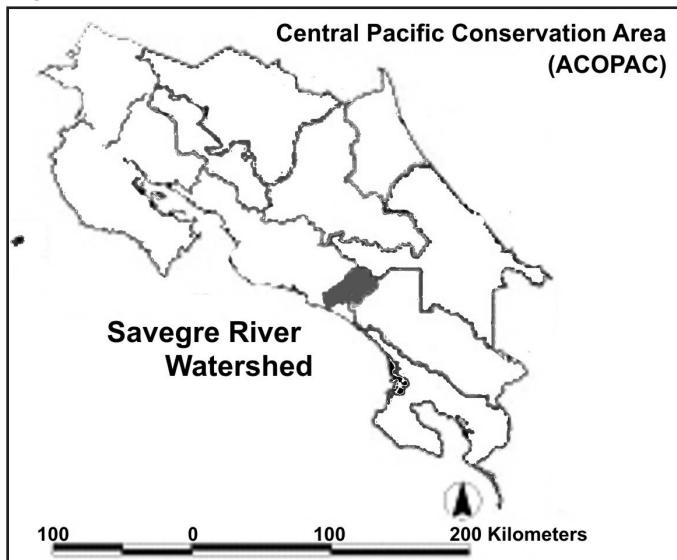 Central Pacific Conservation Area
(ACOPAC)
Savegre River
Watershed
100 0 100 200 Kilometers